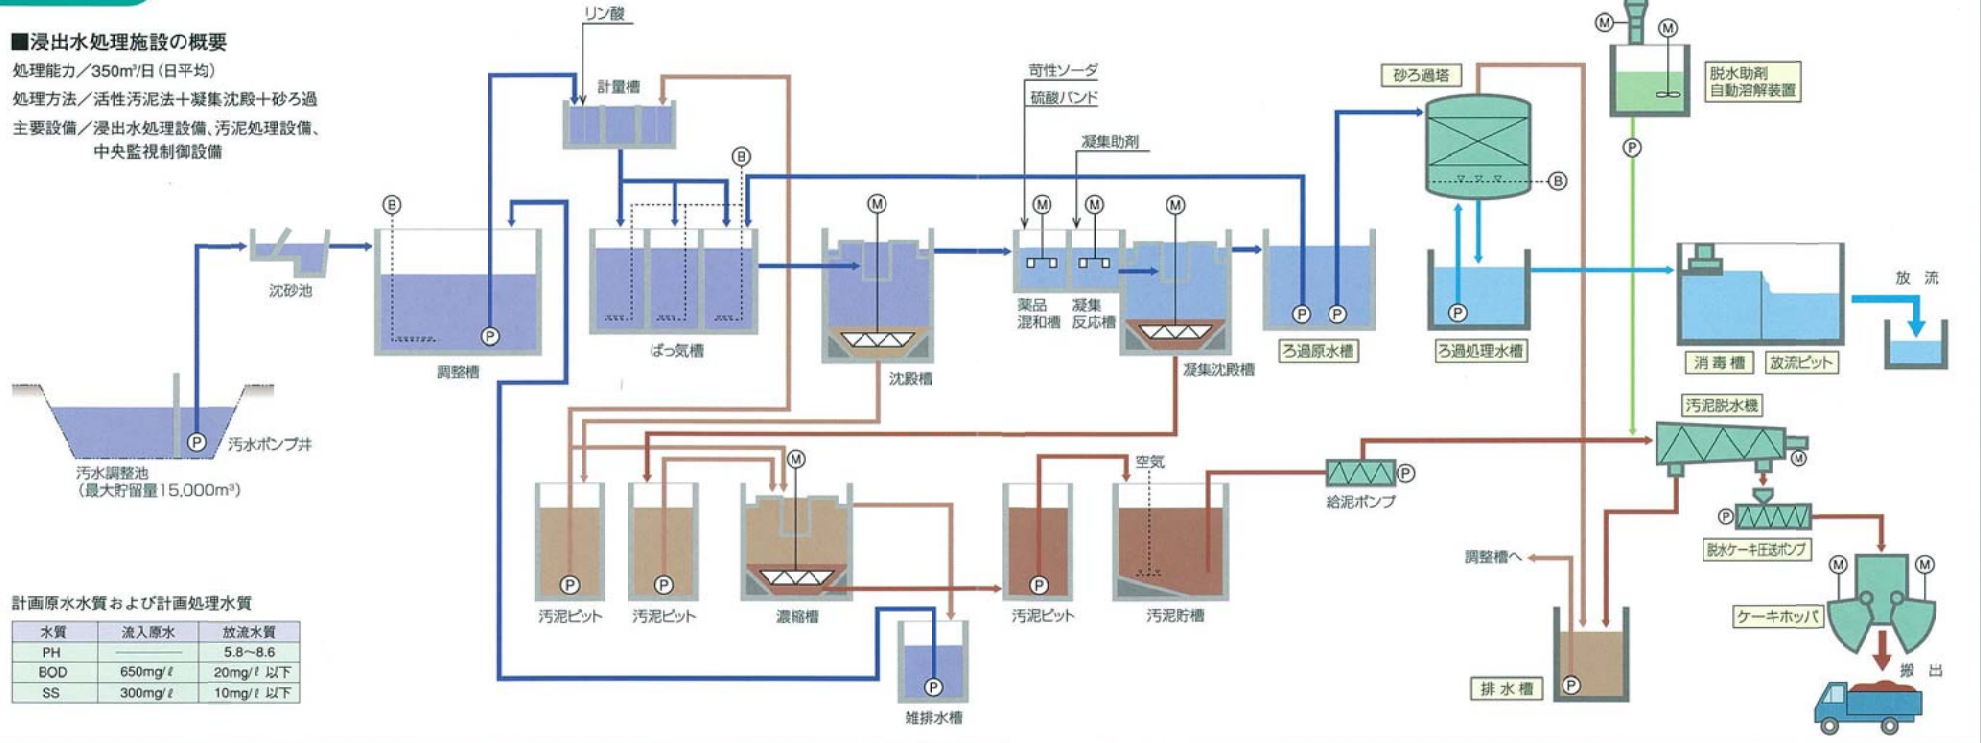 ■浸出水処理施設の概要
処理能力／350m³/日(日平均)
処理方法／活性汚泥法＋凝集沈殿＋砂ろ過
主要設備／浸出水処理設備、汚泥処理設備、
中央監視制御設備
リン酸
計量槽
苛性ソーダ
硫酸バンド
凝集助剤
砂ろ過塔
脱水助剤
自動溶解装置
M
M
P
B
B
B
M
M
M
M
沈砂池
P
調整槽
ばっ気槽
沈殿槽
薬品
混和槽
凝集
反応槽
凝集沈殿槽
P
P
ろ過原水槽
P
ろ過処理水槽
消毒槽
放流ピット
放流
P
汚水ポンプ井
汚水調整池
(最大貯留量15,000m³)
汚泥脱水機
M
M
空気
P
給泥ポンプ
P
脱水ケーキ圧送ポンプ
P
汚泥ピット
P
汚泥ピット
濃縮槽
P
汚泥ピット
汚泥貯槽
調整槽へ
M
M
ケーキホッパ
搬出
P
排水槽
P
雑排水槽
計画原水水質および計画処理水質
水質 流入原水 放流水質
PH ——— 5.8～8.6
BOD 650mg/ℓ 20mg/ℓ 以下
SS 300mg/ℓ 10mg/ℓ 以下